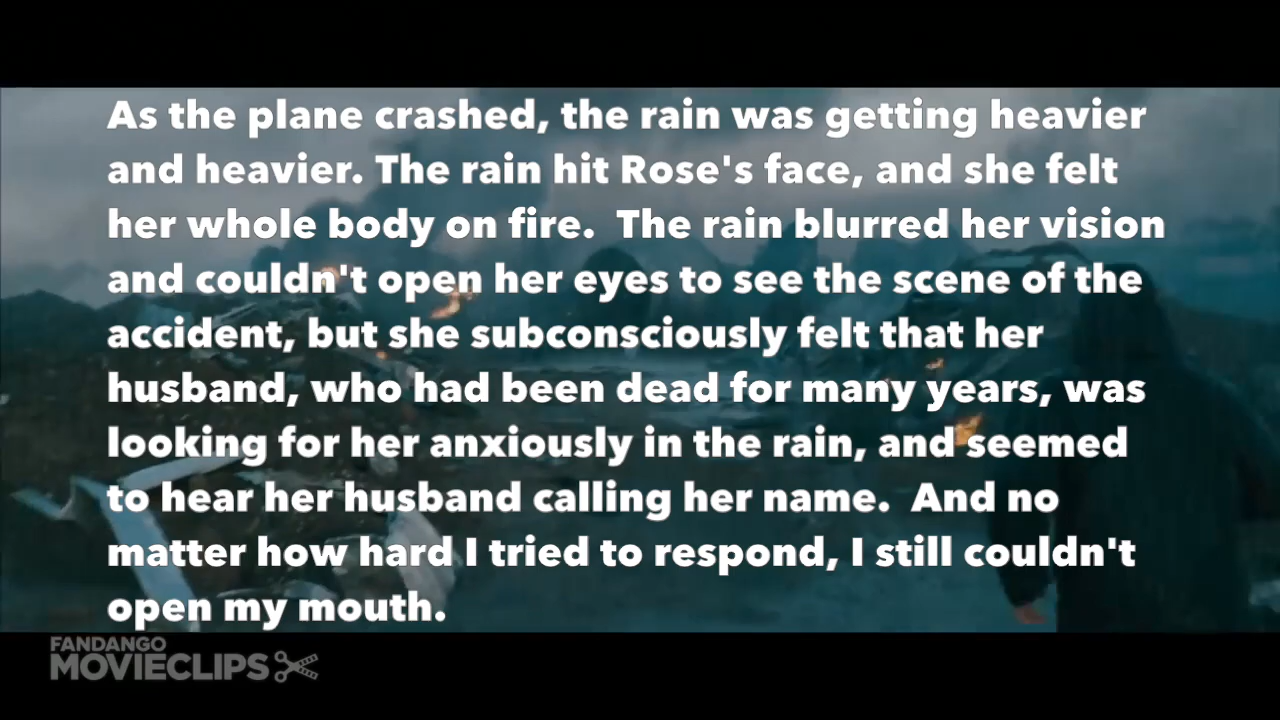 As the plane crashed, the rain was getting heavier
and heavier. The rain hit Rose's face, and she felt
her whole body on fire.  The rain blurred her vision
and couldn't open her eyes to see the scene of the
accident, but she subconsciously felt that her
husband, who had been dead for many years, was
looking for her anxiously in the rain, and seemed
to hear her husband calling her name.  And no
matter how hard I tried to respond, I still couldn't
open my mouth.
FANDANGO
MOVIECLIPS